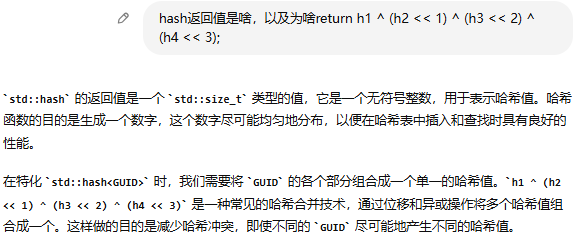 hash返回值是啥，以及为啥return h1 ^ (h2 << 1) ^ (h3 << 2) ^
(h4 << 3);
`std::hash` 的返回值是一个 `std::size_t` 类型的值，它是一个无符号整数，用于表示哈希值。哈希
函数的目的是生成一个数字，这个数字尽可能均匀地分布，以便在哈希表中插入和查找时具有良好的
性能。
在特化 `std::hash<GUID>` 时，我们需要将 `GUID` 的各个部分组合成一个单一的哈希值。`h1 ^ (h2
<< 1) ^ (h3 << 2) ^ (h4 << 3)` 是一种常见的哈希合并技术，通过位移和异或操作将多个哈希值组
合成一个。这样做的目的是减少哈希冲突，即使不同的 `GUID` 尽可能地产生不同的哈希值。